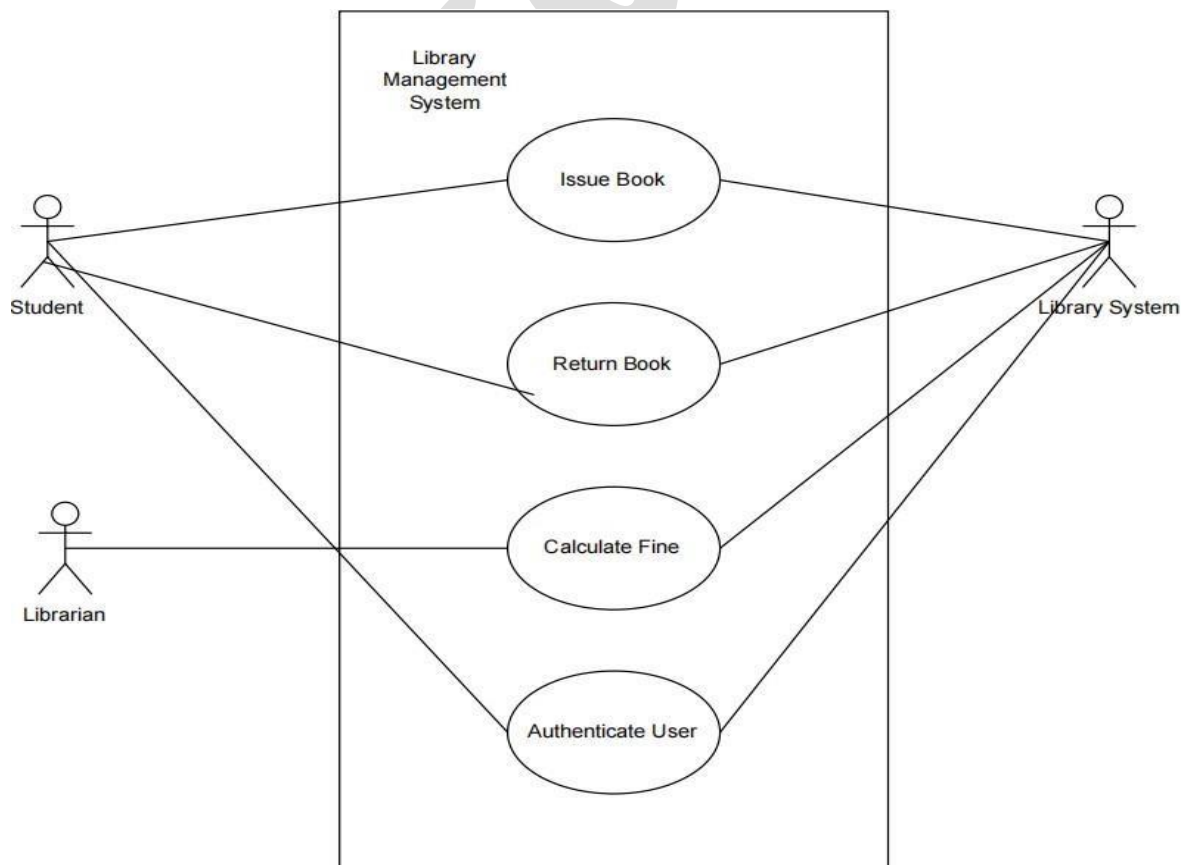 Library
Management
System
Issue Book
Student
Library System
Return Book
Calculate Fine
Librarian
Authenticate User